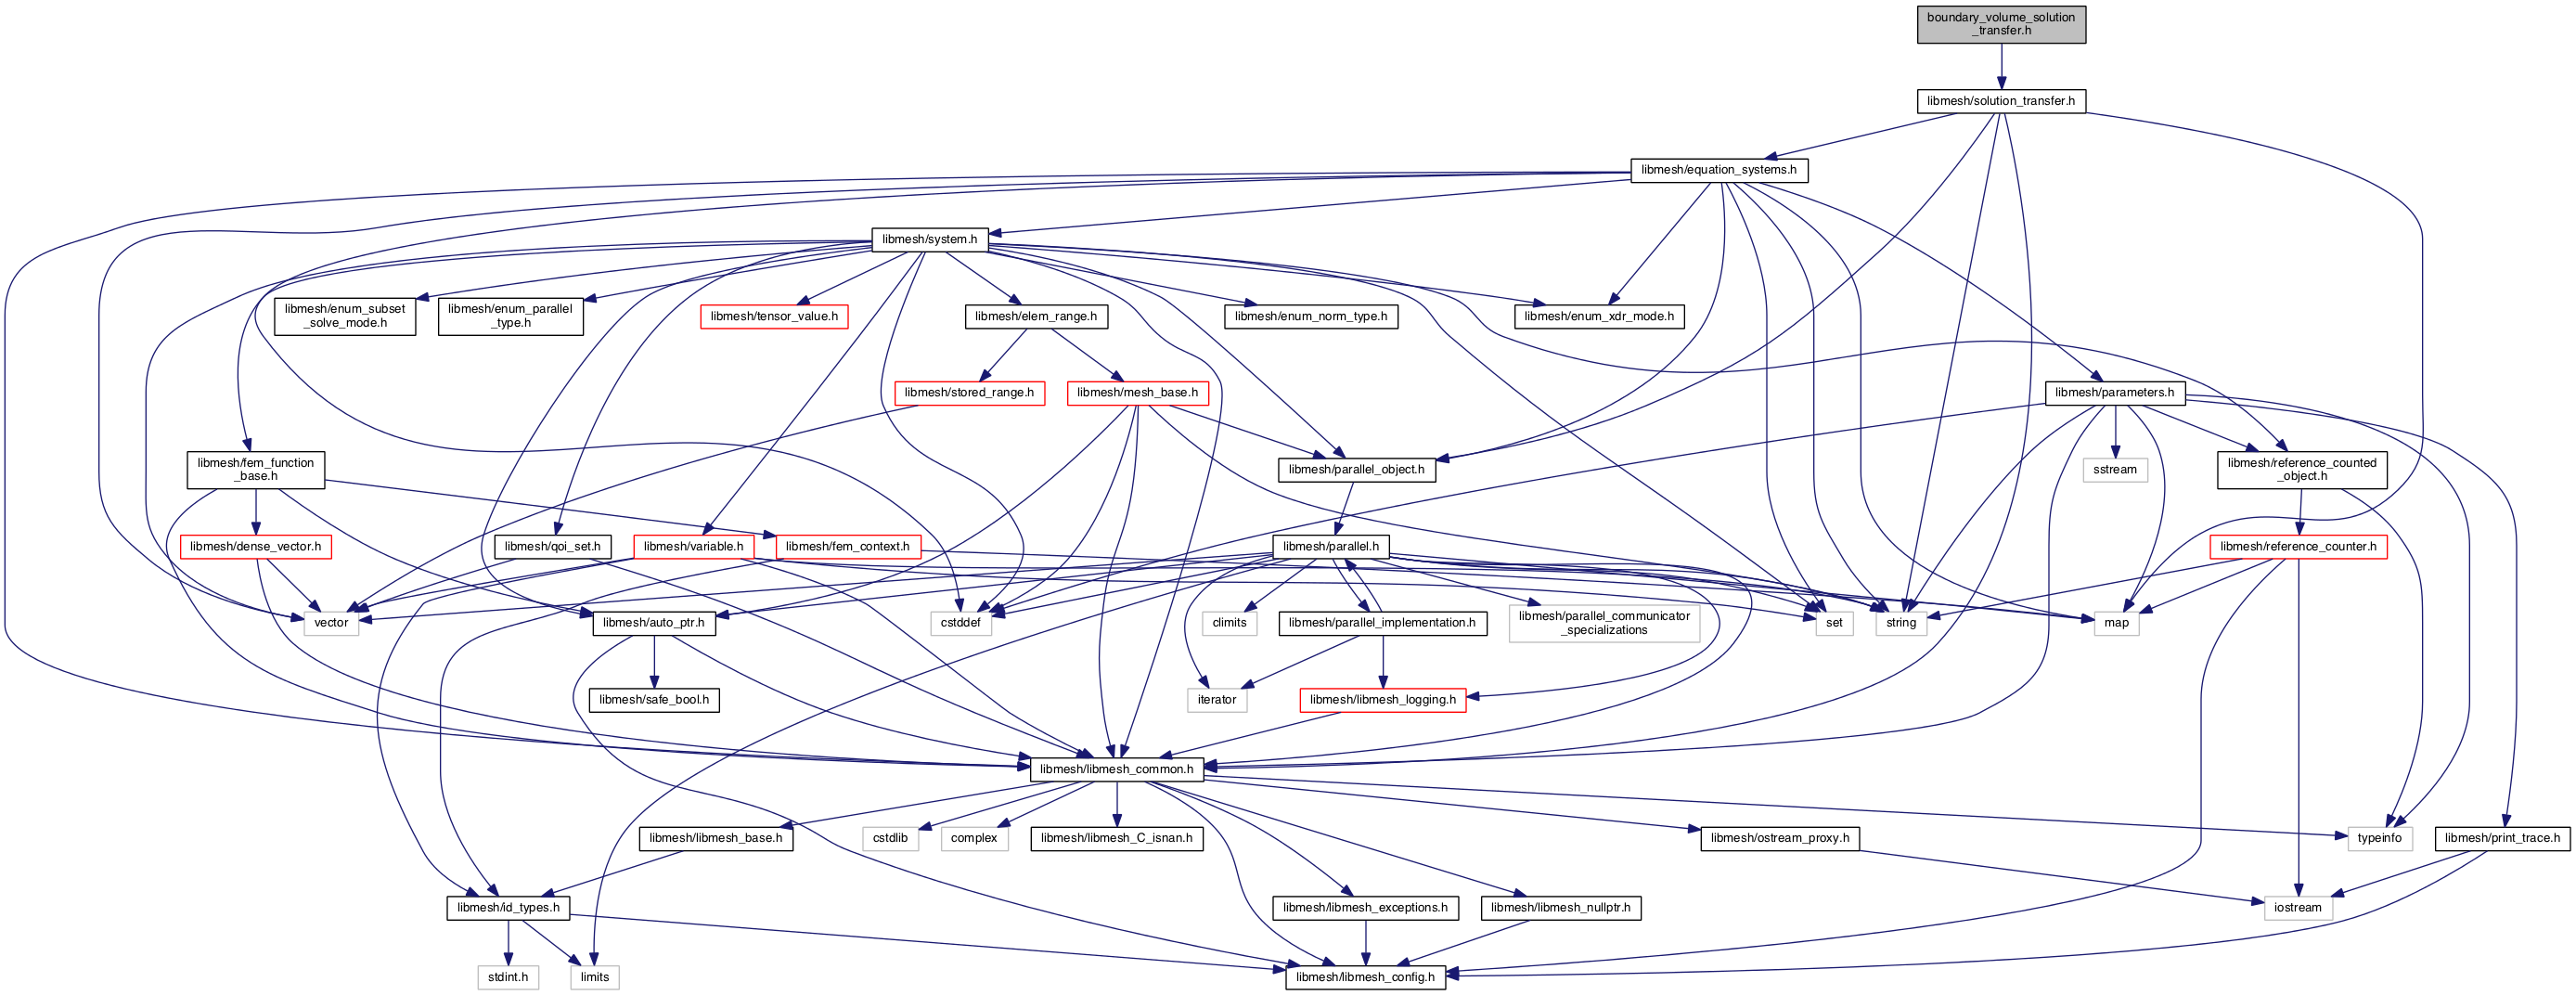 boundary_volume_solution
_transfer.h
libmesh/solution_transfer.h
libmesh/equation_systems.h
libmesh/system.h
libmesh/enum_subset
_solve_mode.h
libmesh/enum_parallel
_type.h
libmesh/tensor_value.h
libmesh/elem_range.h
libmesh/enum_norm_type.h
libmesh/enum_xdr_mode.h
libmesh/stored_range.h
libmesh/mesh_base.h
libmesh/parameters.h
libmesh/fem_function
_base.h
libmesh/parallel_object.h
sstream
libmesh/reference_counted
_object.h
libmesh/dense_vector.h
libmesh/qoi_set.h
libmesh/variable.h
libmesh/fem_context.h
libmesh/parallel.h
libmesh/reference_counter.h
vector
libmesh/auto_ptr.h
cstddef
climits
libmesh/parallel_implementation.h
libmesh/parallel_communicator
_specializations
set
string
map
libmesh/safe_bool.h
iterator
libmesh/libmesh_logging.h
libmesh/libmesh_common.h
libmesh/libmesh_base.h
cstdlib
complex
libmesh/libmesh_C_isnan.h
libmesh/ostream_proxy.h
typeinfo
libmesh/print_trace.h
libmesh/id_types.h
libmesh/libmesh_exceptions.h
libmesh/libmesh_nullptr.h
iostream
stdint.h
limits
libmesh/libmesh_config.h